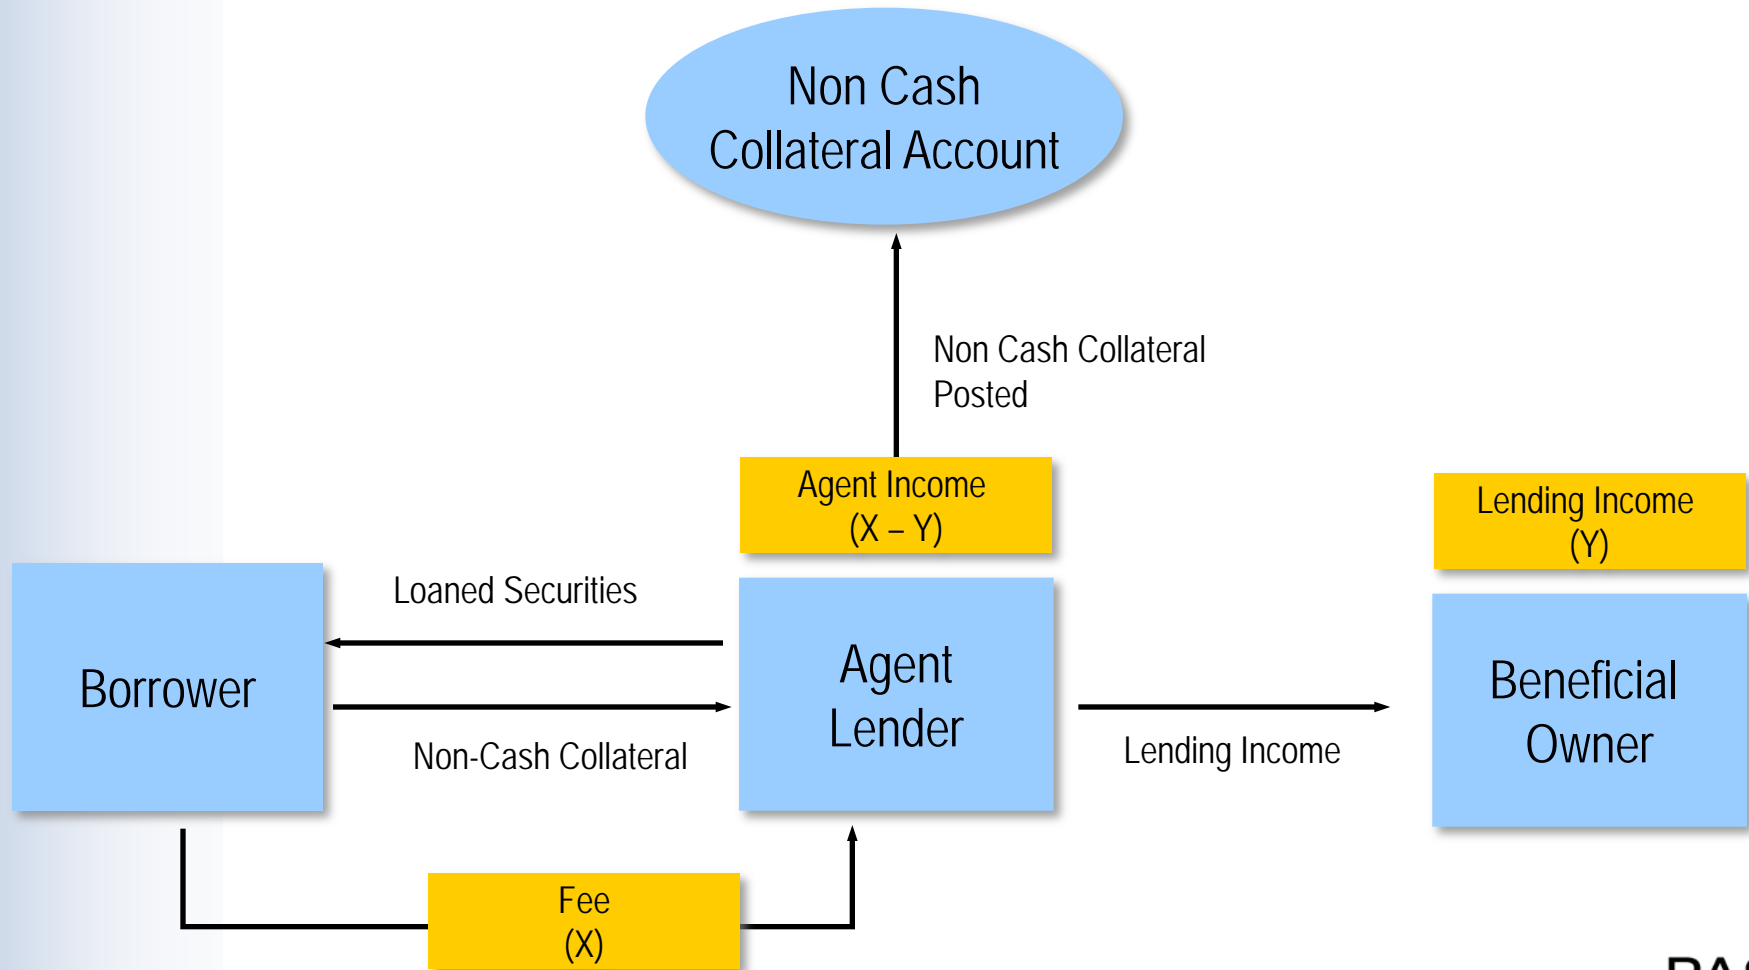 Non Cash
Collateral Account
Non Cash Collateral
Posted
Agent Income
(X – Y)
Lending Income
(Y)
Loaned Securities
Borrower
Agent
Lender
Beneficial
Owner
Non-Cash Collateral
Lending Income
Fee
(X)